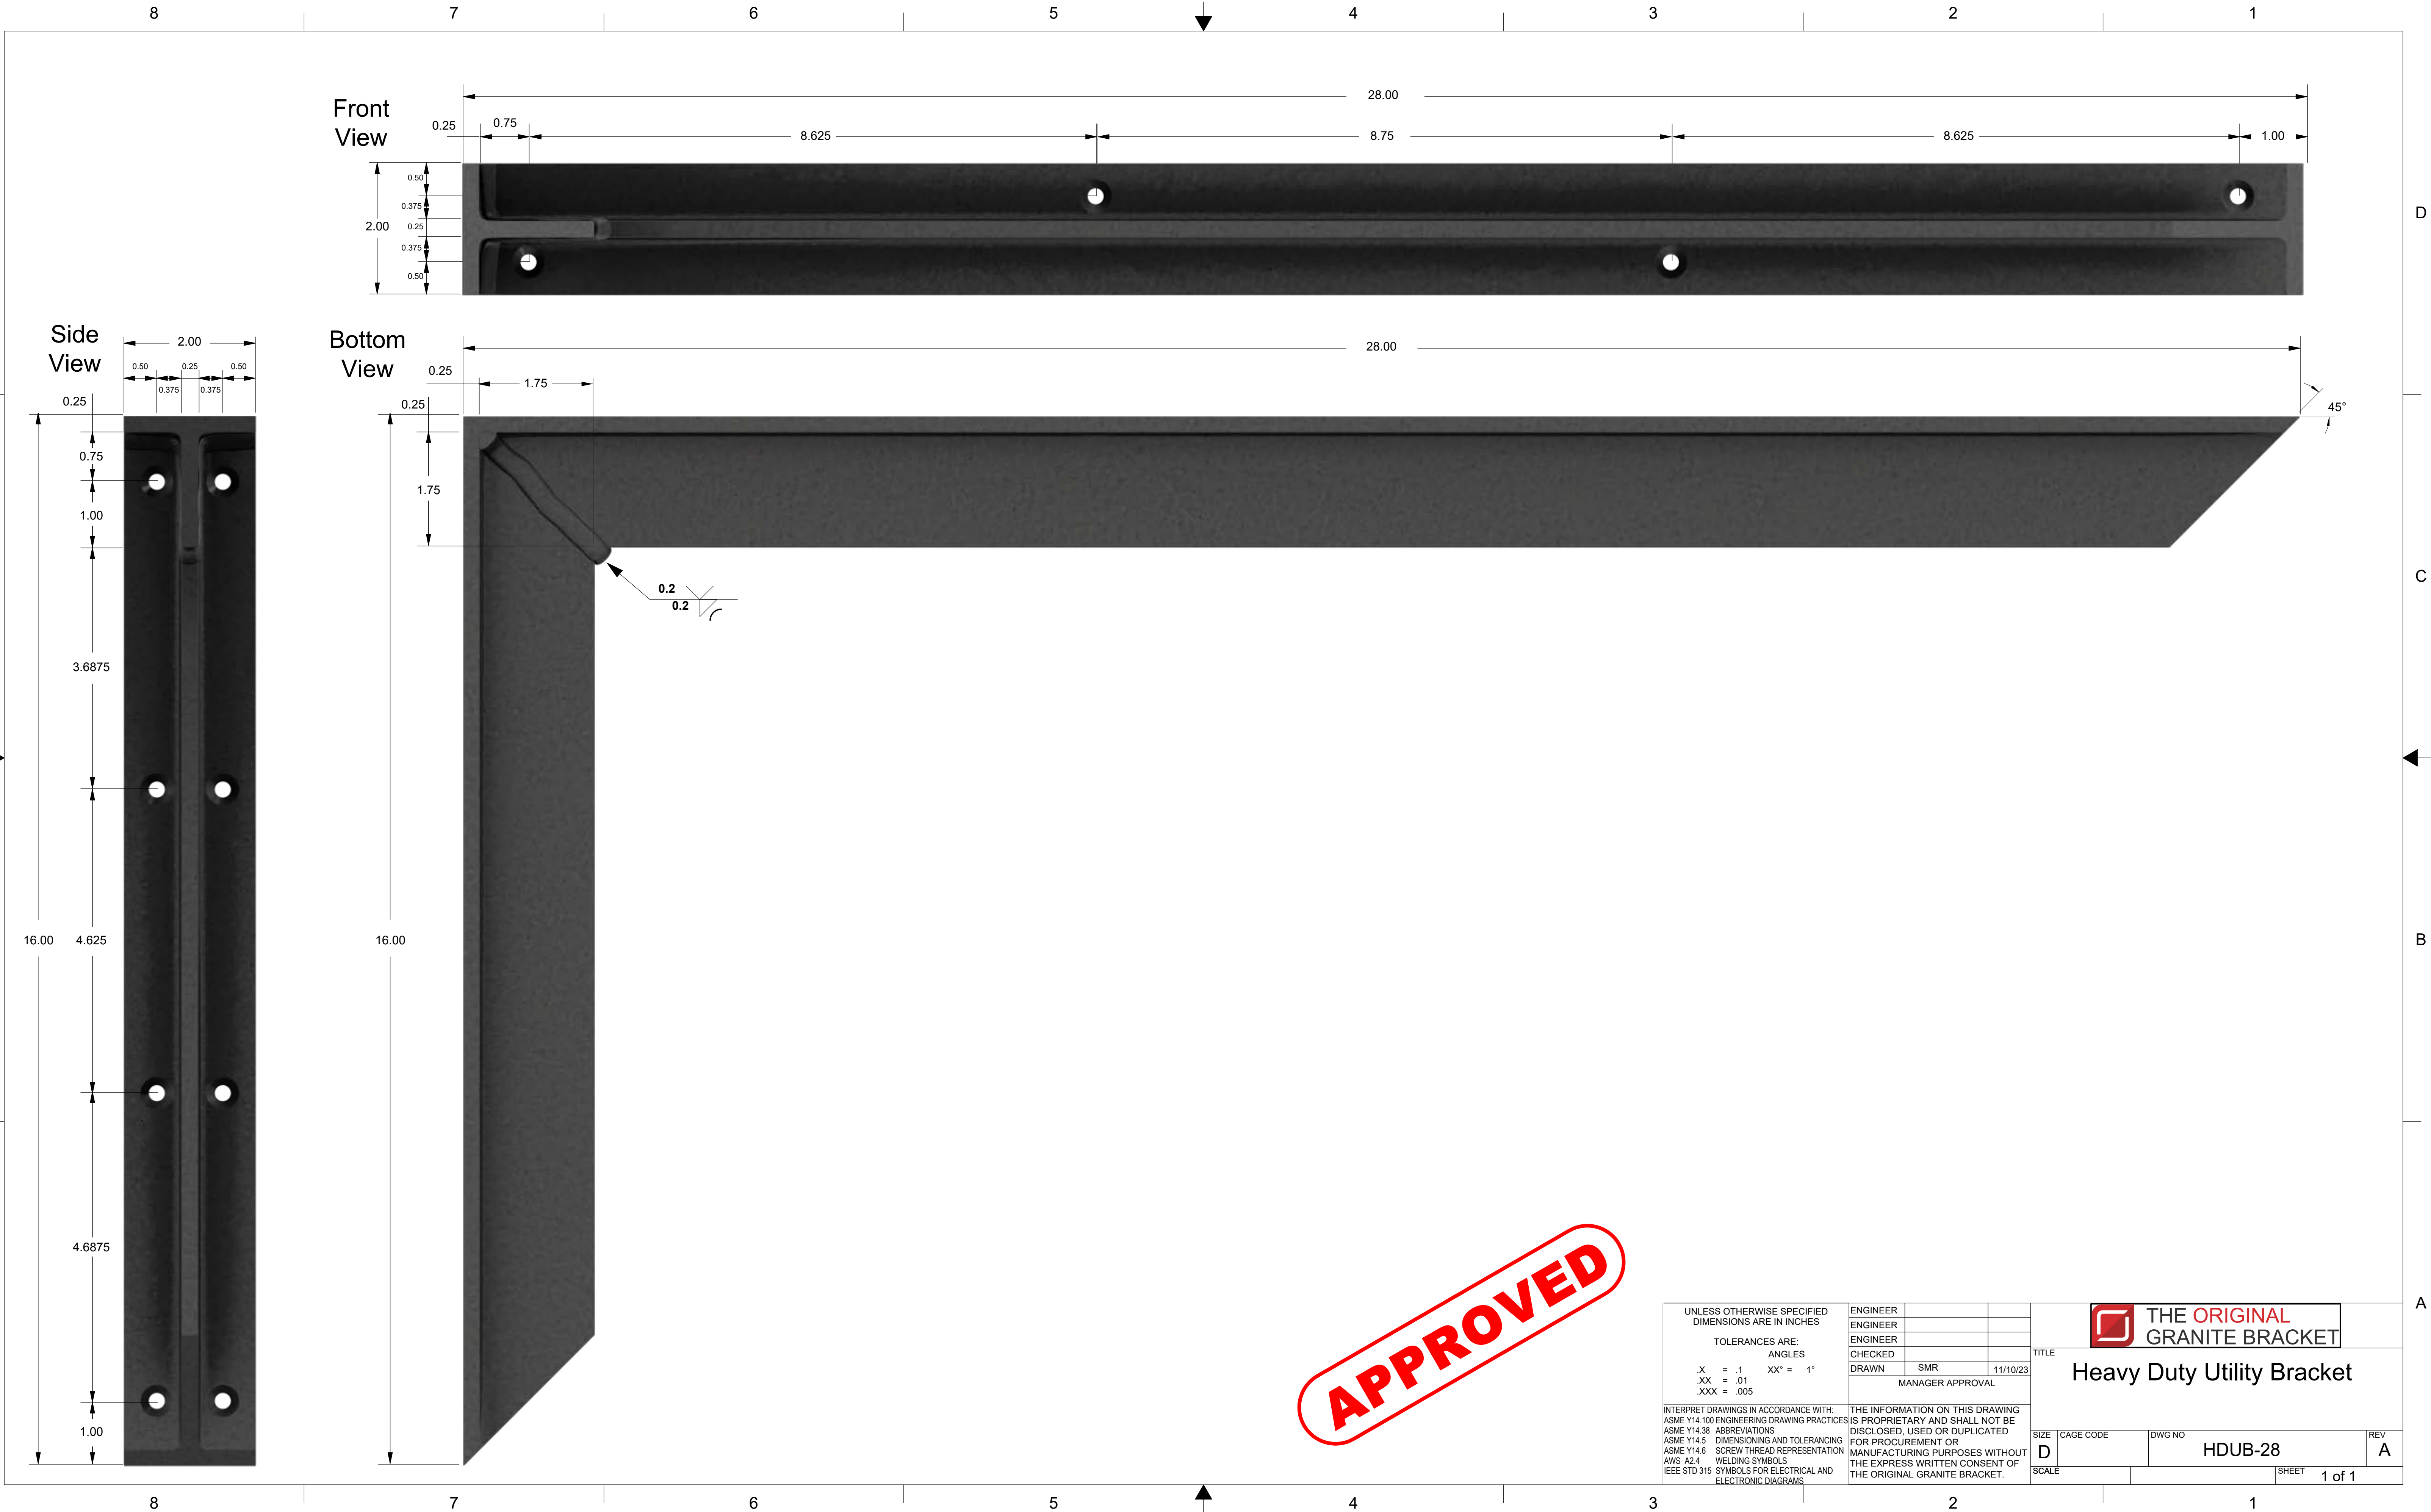 8 7 6 5 4 3 2 1
Front
View
28.00
0.25 0.75 8.625 8.75 8.625 1.00
2.00
0.50
0.375
0.25
0.375
0.50
D
Side
View
2.00
0.50 0.25 0.50
0.375 0.375
0.25
0.75
1.00
3.6875
16.00 4.625
4.6875
1.00
Bottom
View
28.00
0.25
1.75
0.25
1.75
45°
0.2
0.2
16.00
C
B
A
APPROVED
UNLESS OTHERWISE SPECIFIED
DIMENSIONS ARE IN INCHES
TOLERANCES ARE:
ANGLES
.X = .1 XX° = 1°
.XX = .01
.XXX = .005
INTERPRET DRAWINGS IN ACCORDANCE WITH:
ASME Y14.100 ENGINEERING DRAWING PRACTICES
ASME Y14.38 ABBREVIATIONS
ASME Y14.5 DIMENSIONING AND TOLERANCING
ASME Y14.6 SCREW THREAD REPRESENTATION
AWS A2.4 WELDING SYMBOLS
IEEE STD 315 SYMBOLS FOR ELECTRICAL AND
ELECTRONIC DIAGRAMS
ENGINEER
ENGINEER
ENGINEER
CHECKED
DRAWN SMR 11/10/23
MANAGER APPROVAL
THE INFORMATION ON THIS DRAWING
IS PROPRIETARY AND SHALL NOT BE
DISCLOSED, USED OR DUPLICATED
FOR PROCUREMENT OR
MANUFACTURING PURPOSES WITHOUT
THE EXPRESS WRITTEN CONSENT OF
THE ORIGINAL GRANITE BRACKET.
THE ORIGINAL
GRANITE BRACKET
TITLE
Heavy Duty Utility Bracket
SIZE CAGE CODE DWG NO REV
D HDUB-28 A
SCALE SHEET 1 of 1
8 7 6 5 4 3 2 1